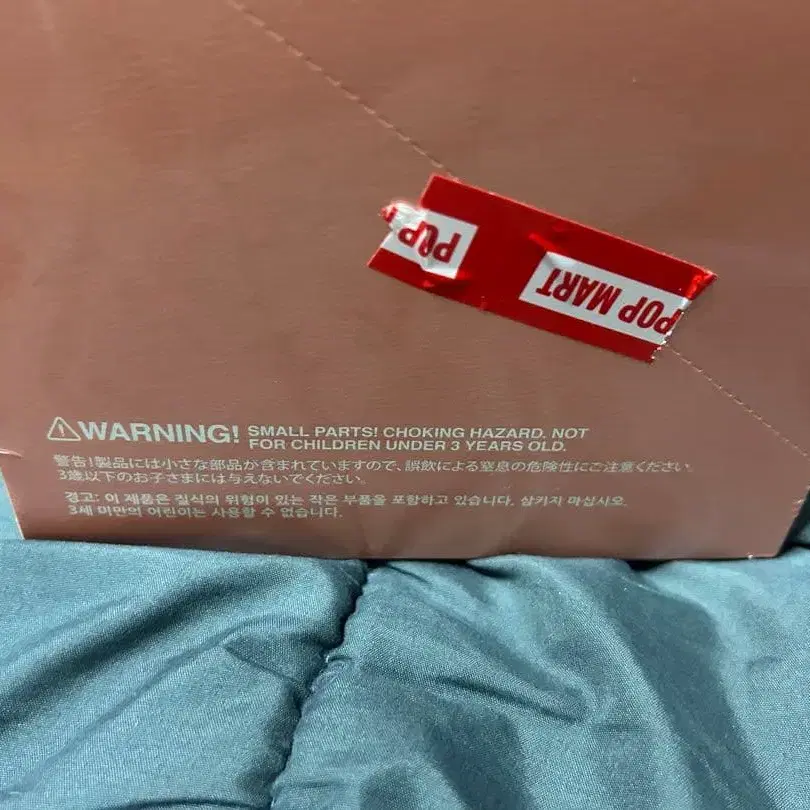 POP
POP MART
WARNING! SMALL PARTS! CHOKING HAZARD. NOT
FOR CHILDREN UNDER 3 YEARS OLD.
警告!製品には小さな部品が含まれていますので、誤飲による窒息の危険性にご注意ください。
3歳以下のお子さまには与えないでください。
경고: 이 제품은 질식의 위험이 있는 작은 부품을 포함하고 있습니다. 삼키지 마십시오.
3세 미만의 어린이는 사용할 수 없습니다.